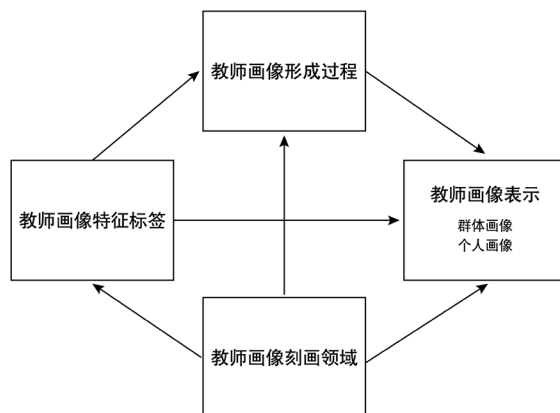 教师画像形成过程
教师画像特征标签
教师画像表示
群体画像
个人画像
教师画像刻画领域